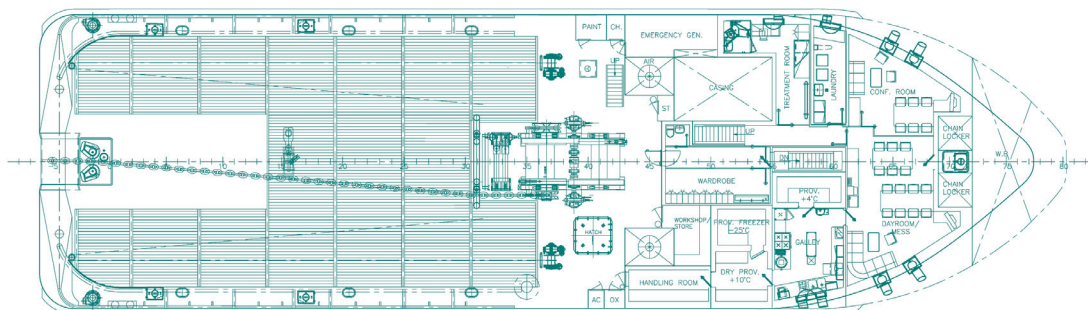 PAINT
CH.
EMERGENCY GEN.
UP
AIR
CASING
ST
TREATMENT ROOM
LAUNDRY
CONF. ROOM
CHAIN
LOCKER
UP
W.B.
10
20
25
30
35
40
45
50
60
80
DN
WARDROBE
PROV.
+4°C
CHAIN
LOCKER
WORKSHOP/
STORE
PROV. FREEZER
-25°C
GALLEY
DAYROOM/
MESS
HATCH
DRY PROV.
+10°C
HANDLING ROOM
AC
OX